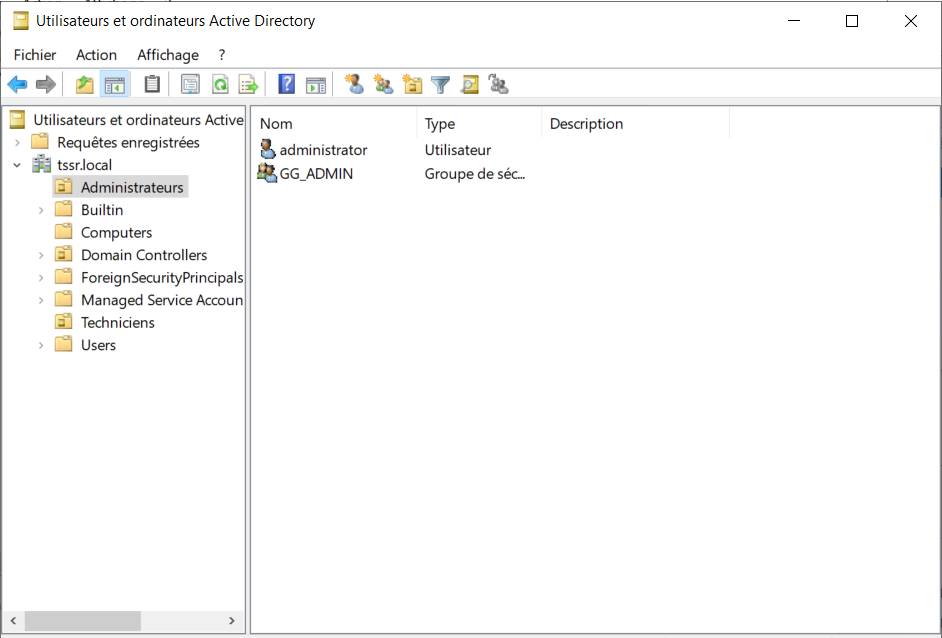 Utilisateurs et ordinateurs Active Directory
Fichier Action Affichage ?
Utilisateurs et ordinateurs Active
Requêtes enregistrées
tssr.local
Administrateurs
Builtin
Computers
Domain Controllers
ForeignSecurityPrincipals
Managed Service Accoun
Techniciens
Users
Nom Type Description
administrator Utilisateur
GG_ADMIN Groupe de séc...